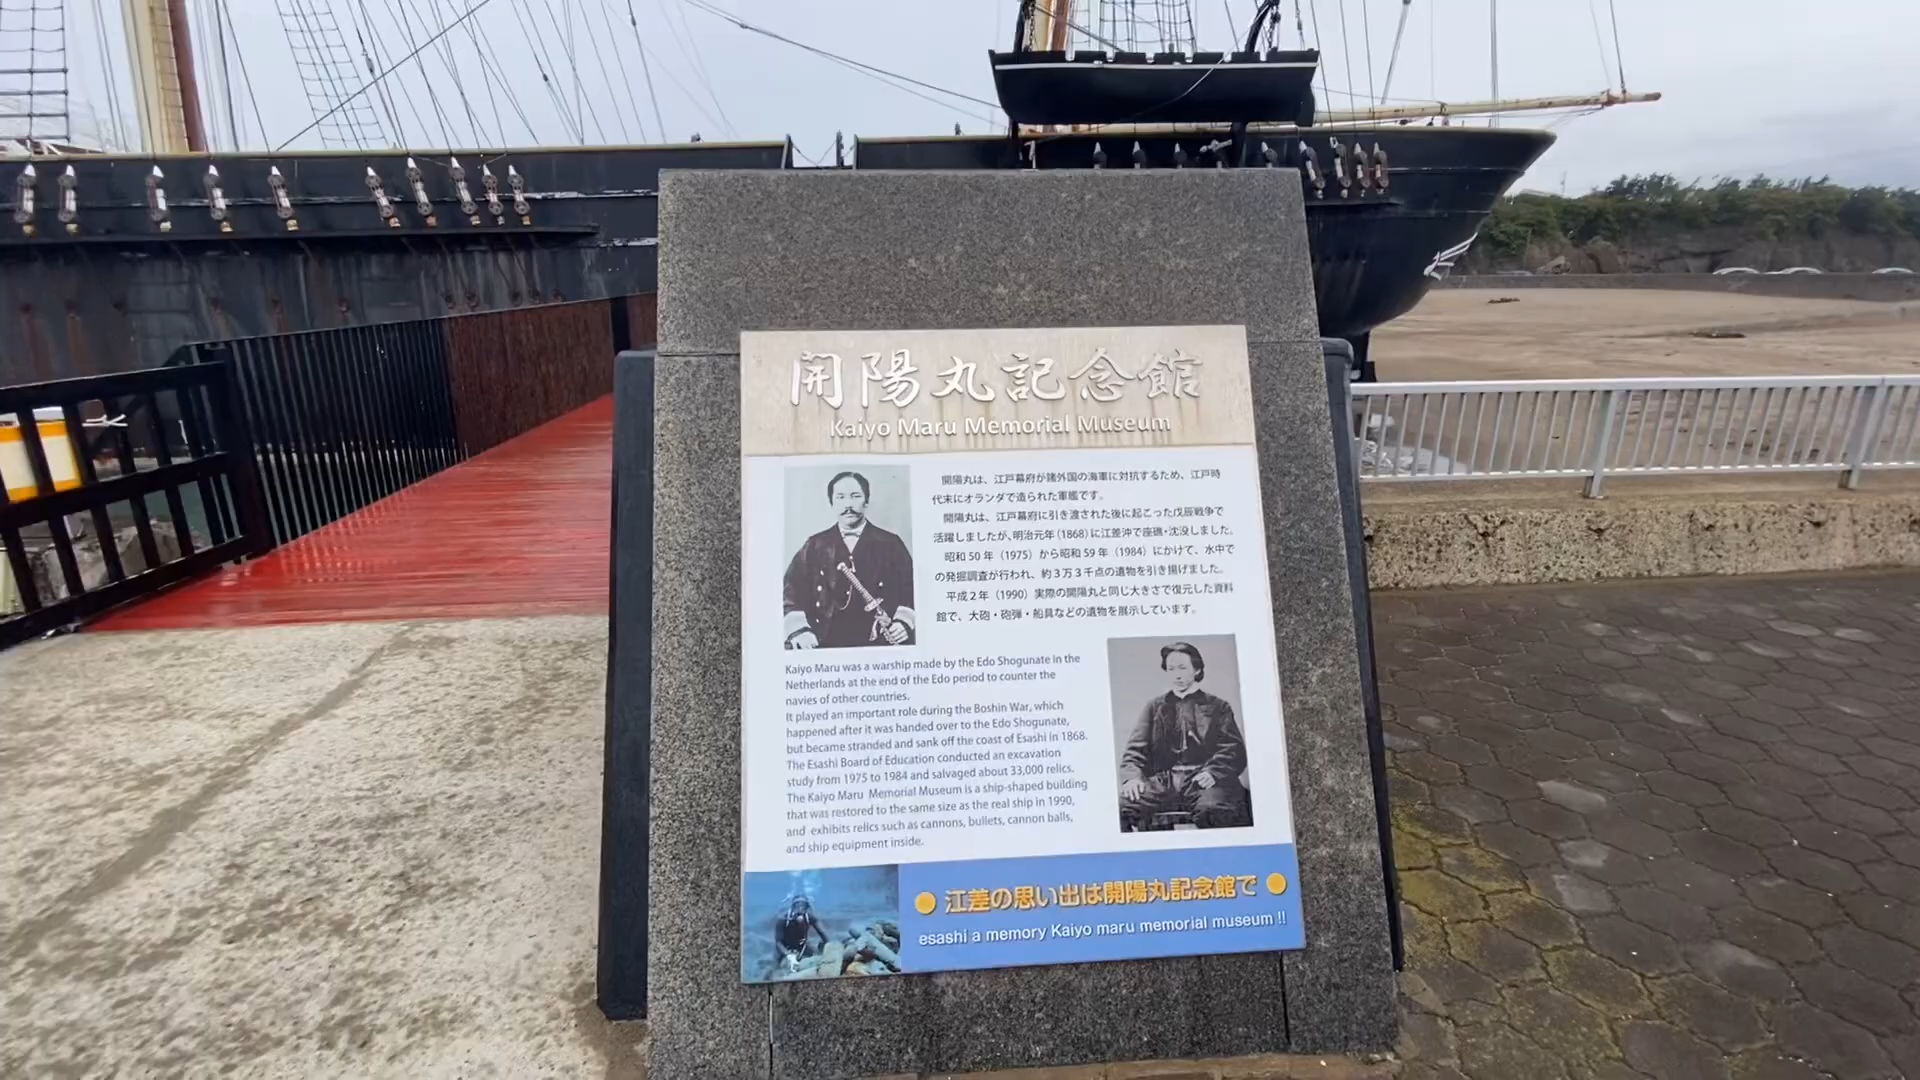 開陽丸記念館
Kaiyo Maru Memorial Museum
開陽丸は、江戸幕府が諸外国の海軍に対抗するため、江戸時
代末にオランダで造られた軍艦です。
開陽丸は、江戸幕府に引き渡された後に起こった戊辰戦争で
活躍しましたが、明治元年（1868）に江差沖で座礁・沈没しました。
昭和50年（1975）から昭和59年（1984）にかけて、水中で
の発掘調査が行われ、約3万3千点の遺物を引き揚げました。
平成2年（1990）実際の開陽丸と同じ大きさで復元した資料
館で、大砲・砲弾・船具などの遺物を展示しています。
Kaiyo Maru was a warship made by the Edo Shogunate in the
Netherlands at the end of the Edo period to counter the
navies of other countries.
It played an important role during the Boshin War, which
happened after it was handed over to the Edo Shogunate,
but became stranded and sank off the coast of Esashi in 1868.
The Esashi Board of Education conducted an excavation
study from 1975 to 1984 and salvaged about 33,000 relics.
The Kaiyo Maru Memorial Museum is a ship-shaped building
that was restored to the same size as the real ship in 1990,
and exhibits relics such as cannons, bullets, cannon balls,
and ship equipment inside.
● 江差の思い出は開陽丸記念館で ●
esashi a memory Kaiyo maru memorial museum !!